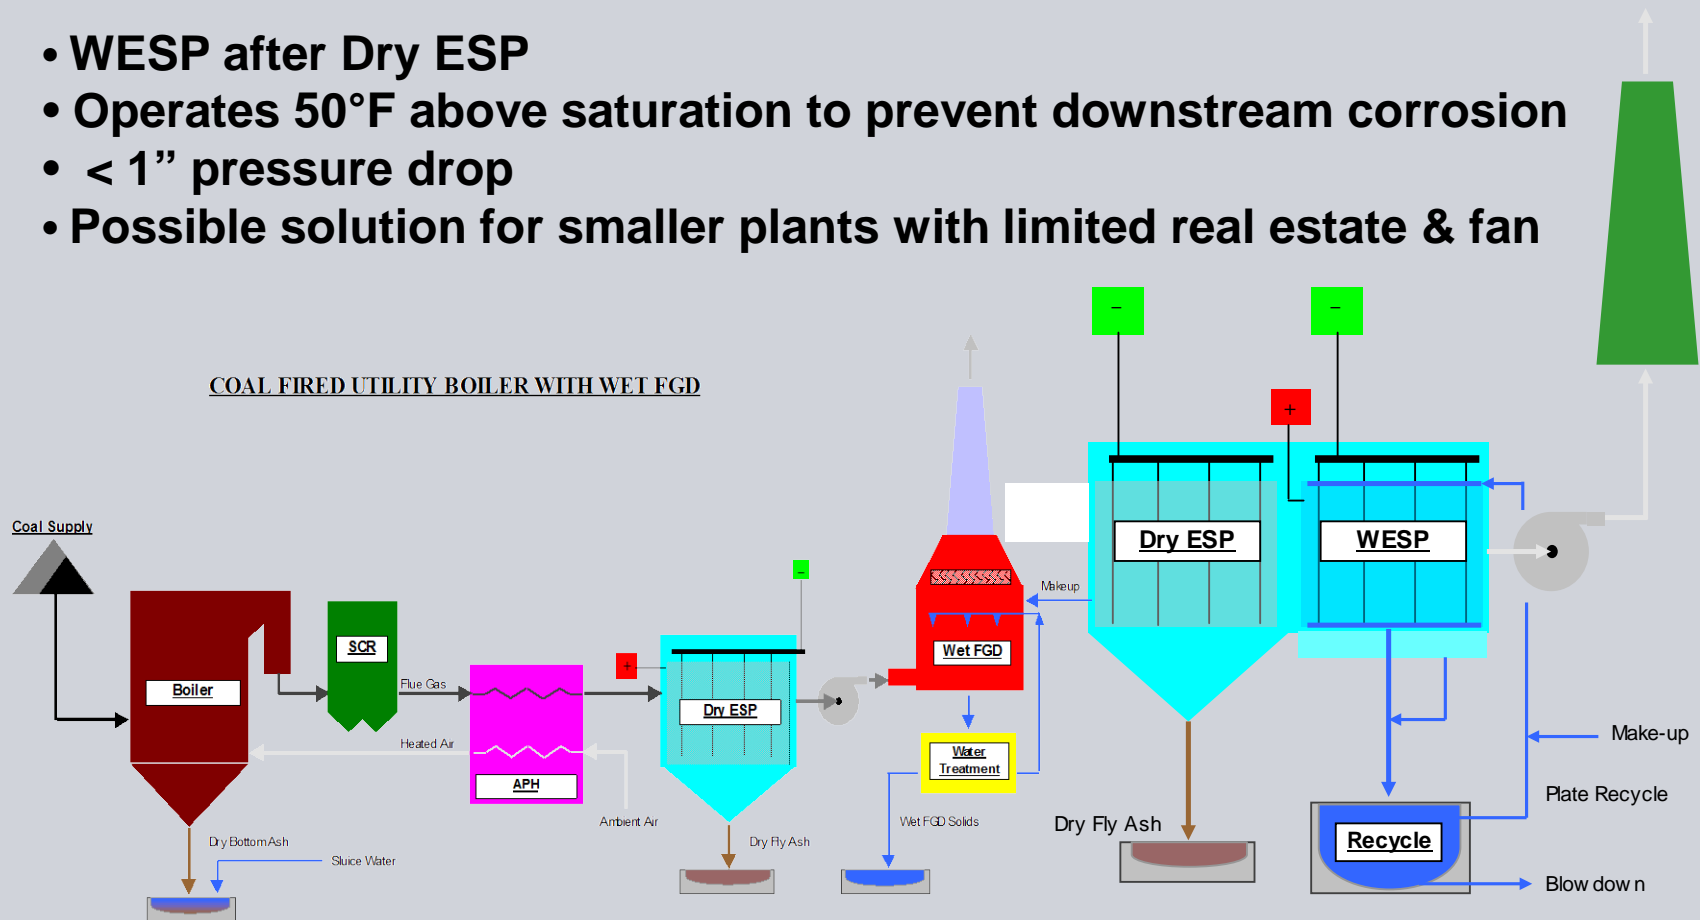 • WESP after Dry ESP
• Operates 50°F above saturation to prevent downstream corrosion
• < 1” pressure drop
• Possible solution for smaller plants with limited real estate & fan
COAL FIRED UTILITY BOILER WITH WET FGD
−
−
+
Coal Supply
Dry ESP
WESP
−
Makeup
SCR
Wet FGD
+
Boiler
Flue Gas
Dry ESP
Heated Air
Water
Treatment
APH
Make-up
Plate Recycle
Ambient Air
Wet FGD Solids
Dry Fly Ash
Dry Bottom Ash
Dry Fly Ash
Recycle
Sluice Water
Blow down